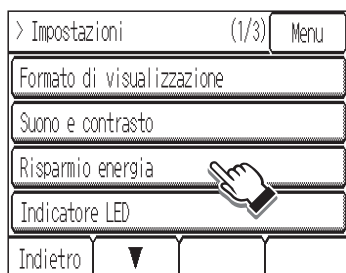 > Impostazioni (1/3) Menu
Formato di visualizzazione
Suono e contrasto
Risparmio energia
Indicatore LED
Indietro ▼